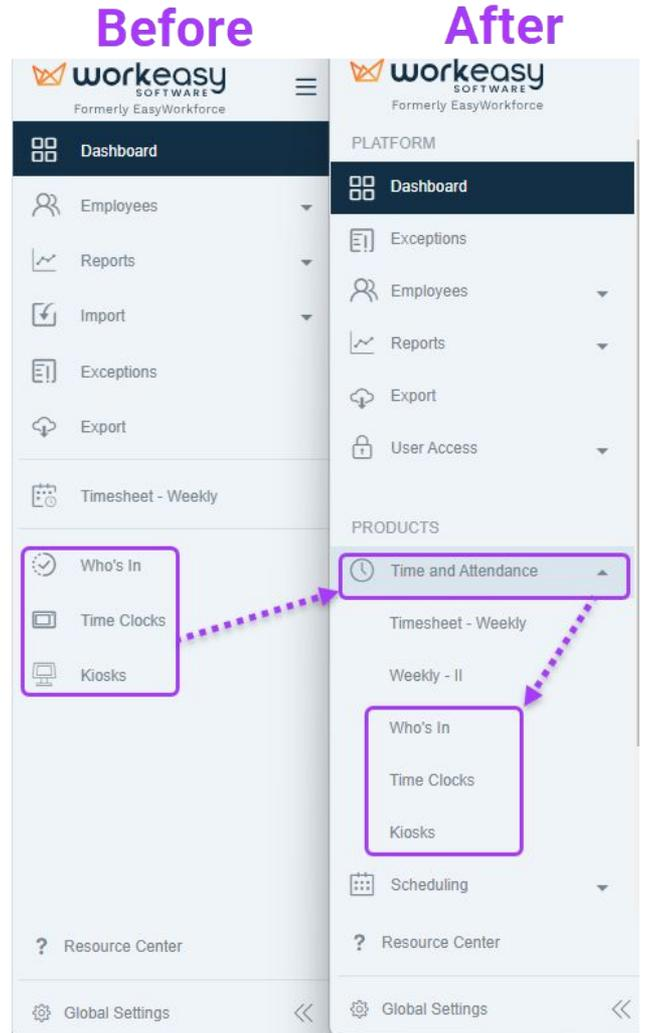 Before
workeasy
SOFTWARE
Formerly EasyWorkforce
Dashboard
Employees
Reports
Import
Exceptions
Export
Timesheet - Weekly
Who's In
Time Clocks
Kiosks
? Resource Center
Global Settings
After
workeasy
SOFTWARE
Formerly EasyWorkforce
PLATFORM
Dashboard
Exceptions
Employees
Reports
Export
User Access
PRODUCTS
Time and Attendance
Timesheet - Weekly
Weekly - II
Who's In
Time Clocks
Kiosks
Scheduling
? Resource Center
Global Settings